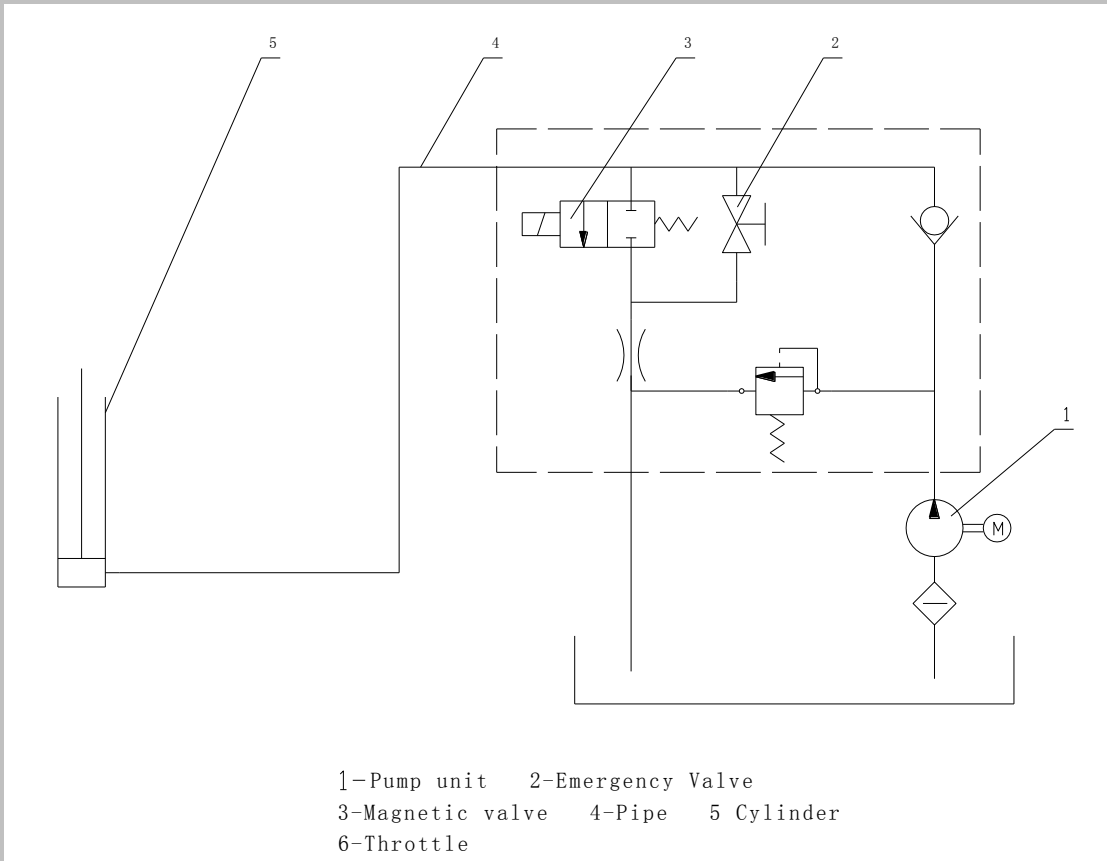 5 4 3 2
1
M
1-Pump unit 2-Emergency Valve
3-Magnetic valve 4-Pipe 5 Cylinder
6-Throttle